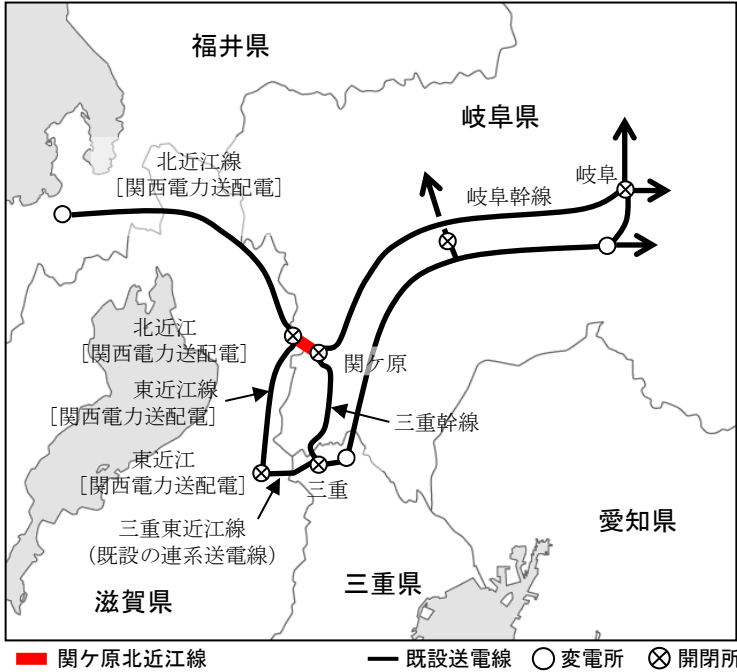 福井県
岐阜県
北近江線
［関西電力送配電］
岐阜
岐阜幹線
北近江
［関西電力送配電］
関ケ原
東近江線
［関西電力送配電］
三重幹線
東近江
［関西電力送配電］
三重
三重東近江線
（既設の連系送電線）
愛知県
三重県
滋賀県
関ケ原北近江線
既設送電線
変電所
開閉所